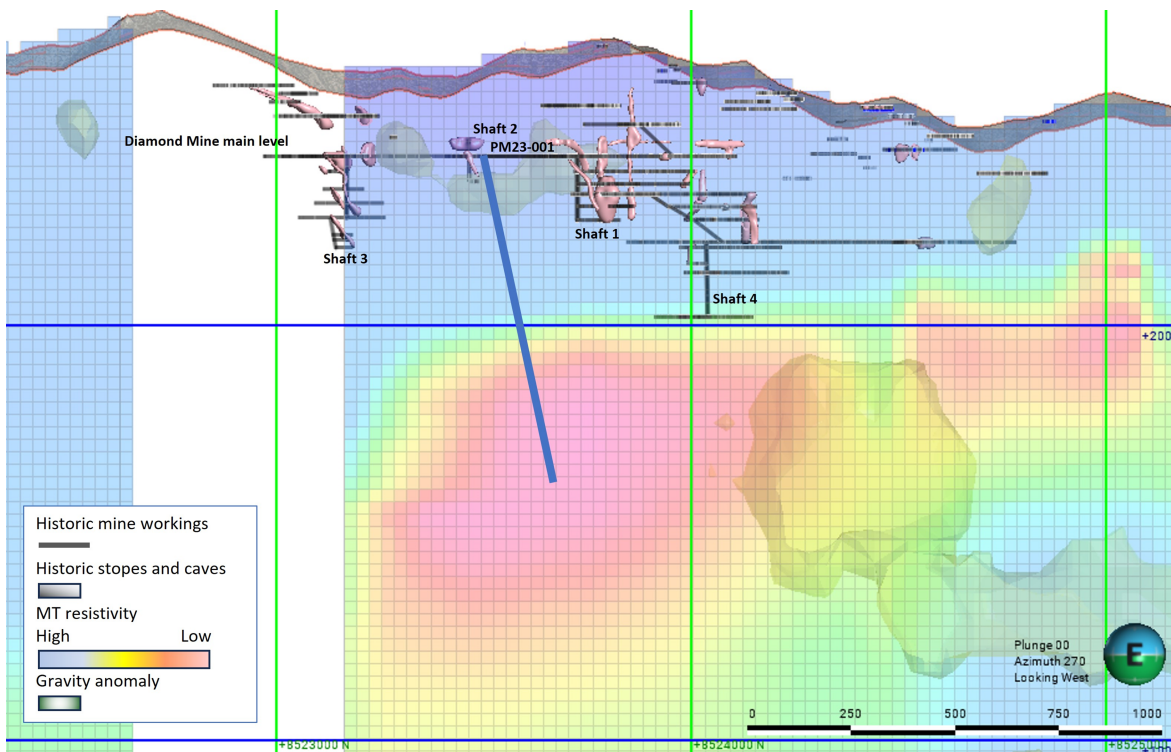 Diamond Mine main level
Shaft 2
PM23-001
Shaft 1
Shaft 3
Shaft 4
+200
Historic mine workings
Historic stopes and caves
MT resistivity
High Low
Gravity anomaly
Plunge 00
Azimuth 270
Looking West
E
0 250 500 750 1000
+8523000 N
+8524000 N